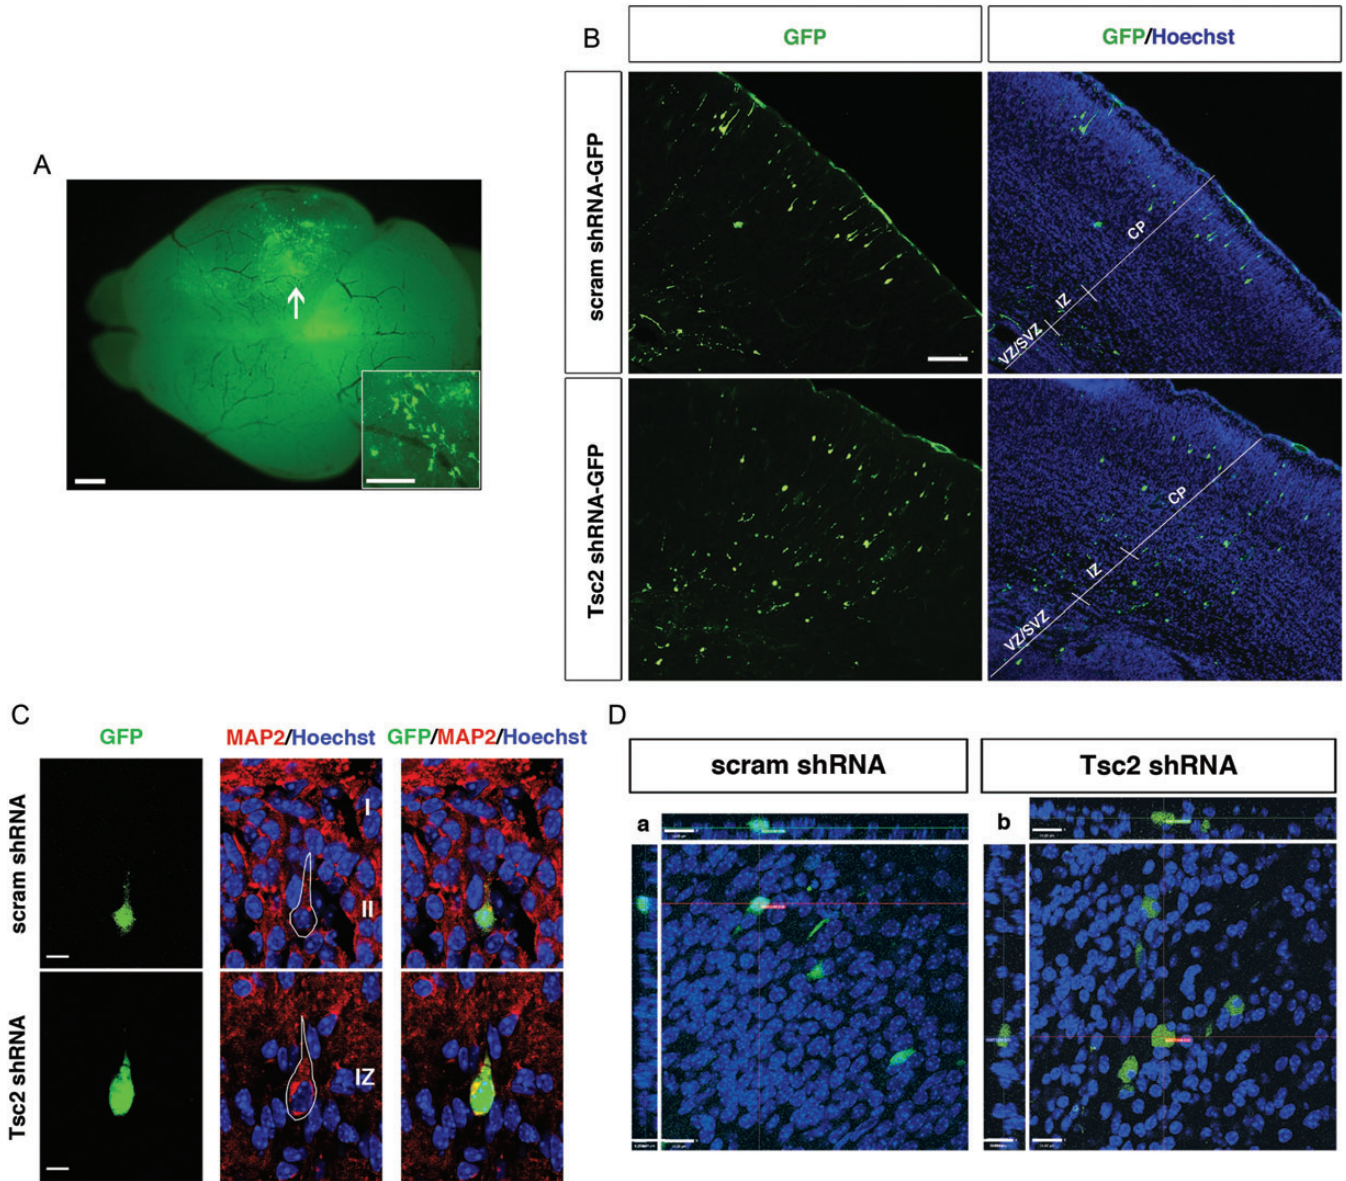 A
B
GFP
GFP/Hoechst
scram shRNA-GFP
CP
IZ
VZ/SVZ
Tsc2 shRNA-GFP
CP
IZ
VZ/SVZ
C
GFP
MAP2/Hoechst
GFP/MAP2/Hoechst
scram shRNA
I
II
Tsc2 shRNA
IZ
D
scram shRNA
Tsc2 shRNA
a
b